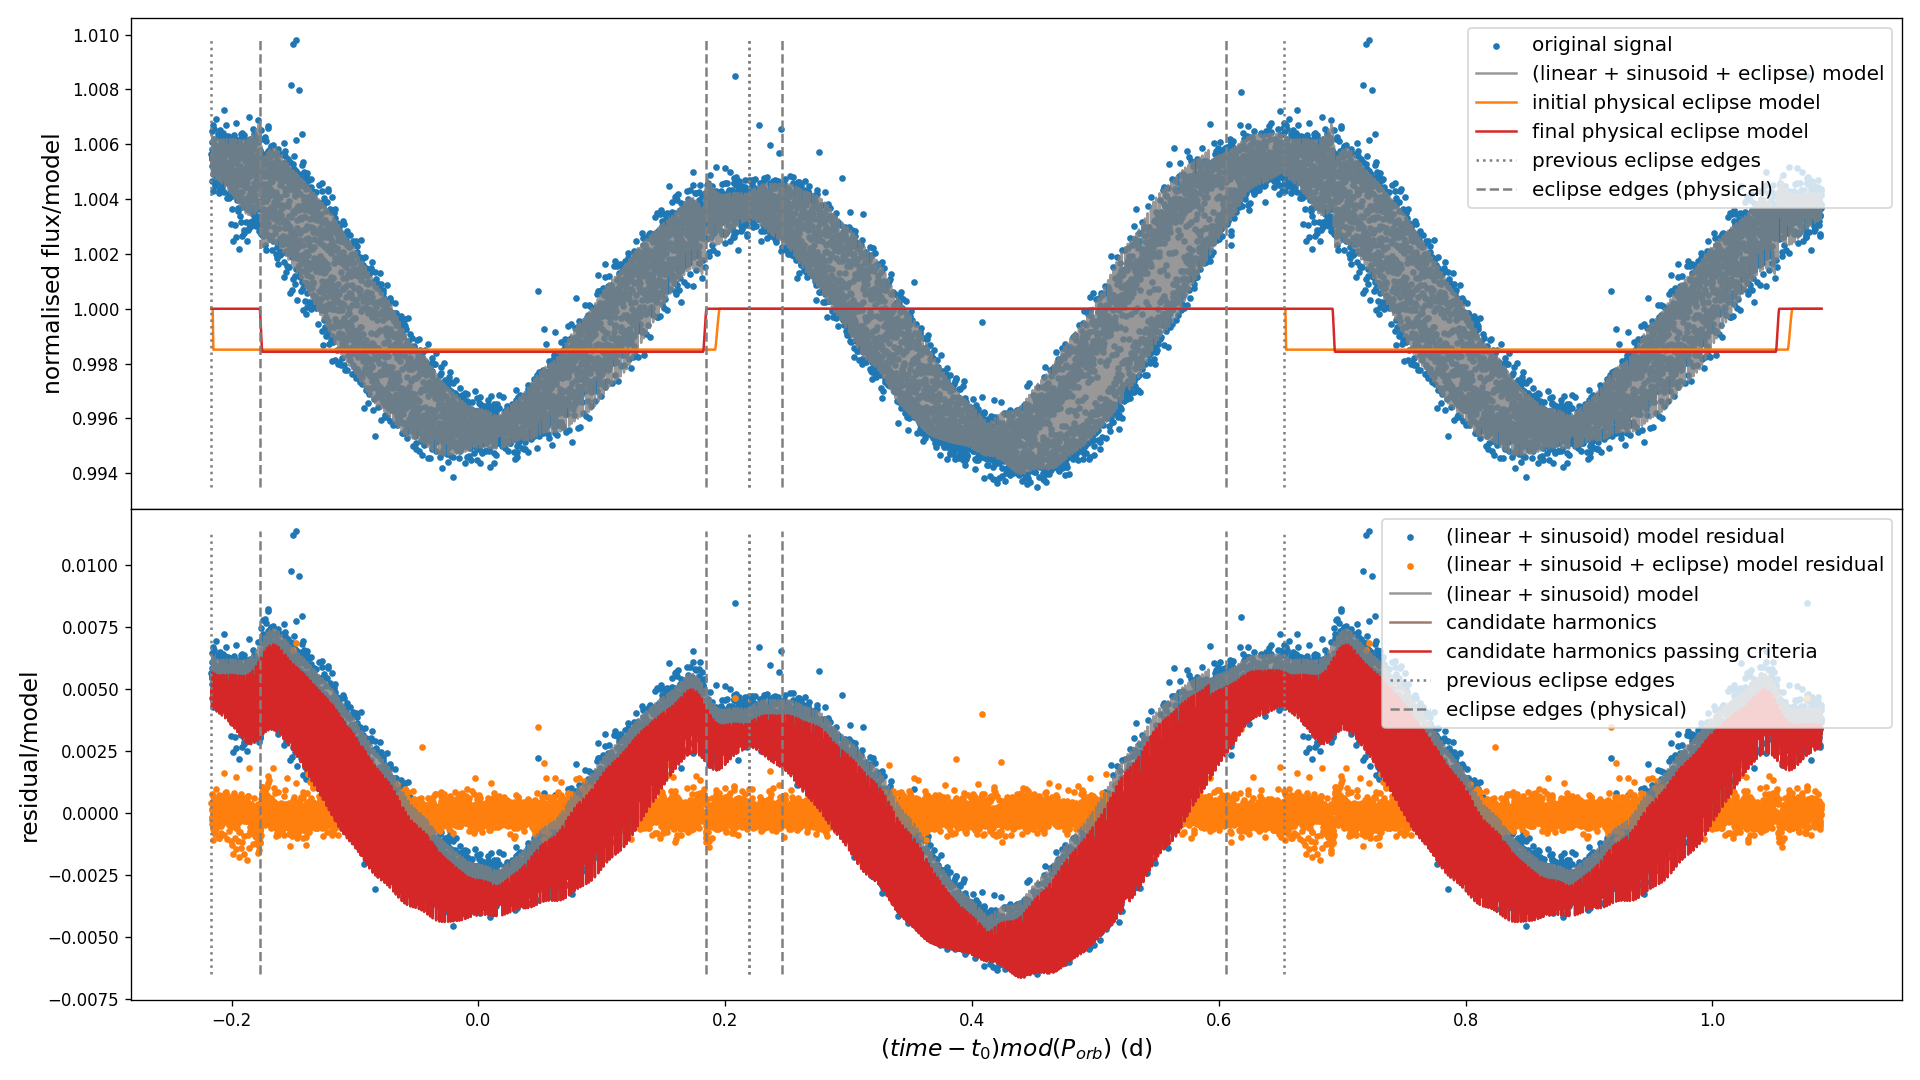 1.010
1.008
1.006
1.004
1.002
1.000
0.998
0.996
0.994
normalised flux/model
original signal
(linear + sinusoid + eclipse) model
initial physical eclipse model
final physical eclipse model
previous eclipse edges
eclipse edges (physical)
0.0100
0.0075
0.0050
0.0025
0.0000
−0.0025
−0.0050
−0.0075
residual/model
(linear + sinusoid) model residual
(linear + sinusoid + eclipse) model residual
(linear + sinusoid) model
candidate harmonics
candidate harmonics passing criteria
previous eclipse edges
eclipse edges (physical)
−0.2 0.0 0.2 0.4 0.6 0.8 1.0
(time − t₀)mod(P_orb) (d)